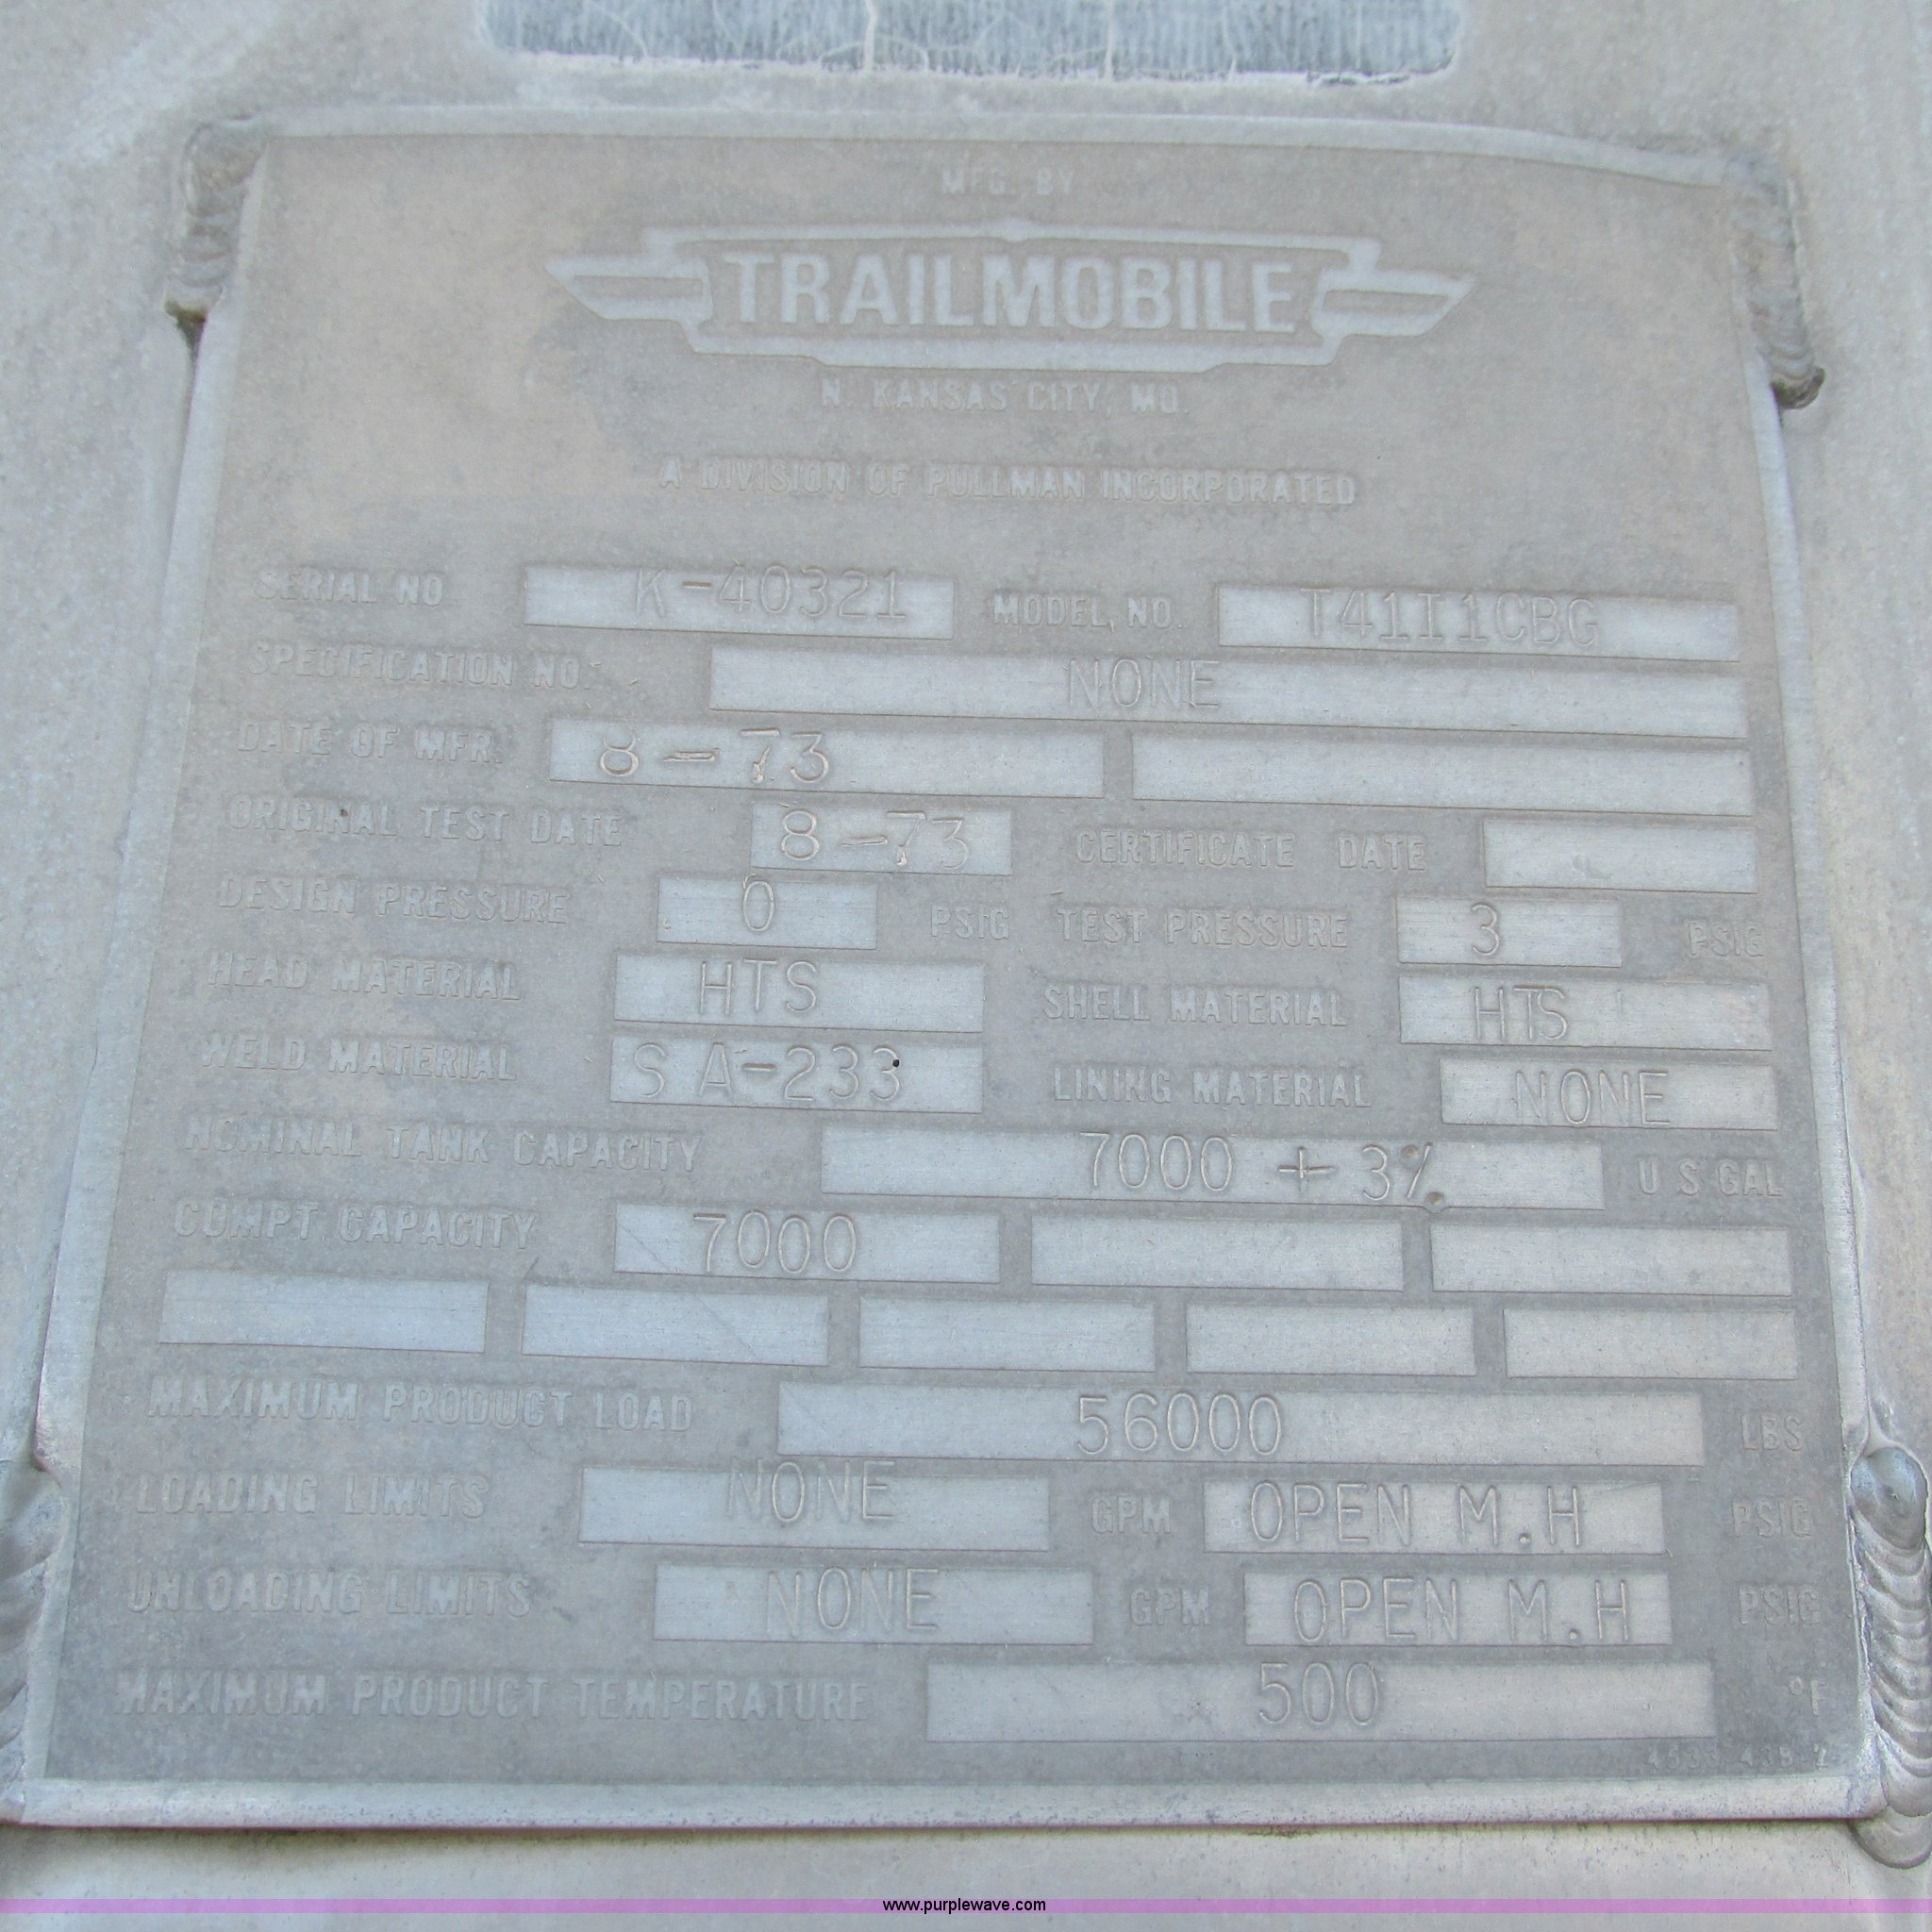 MFG. BY
TRAILMOBILE
N. KANSAS CITY, MO.
A DIVISION OF PULLMAN INCORPORATED
SERIAL NO K-40321 MODEL NO. T41I1CBG
SPECIFICATION NO. NONE
DATE OF MFR. 8-73
ORIGINAL TEST DATE 8-73 CERTIFICATE DATE
DESIGN PRESSURE 0 PSIG TEST PRESSURE 3 PSIG
HEAD MATERIAL HTS SHELL MATERIAL HTS
WELD MATERIAL SA-233 LINING MATERIAL NONE
NOMINAL TANK CAPACITY 7000 + 3% U S GAL
COMPT. CAPACITY 7000
MAXIMUM PRODUCT LOAD 56000 LBS
LOADING LIMITS NONE GPM OPEN M.H PSIG
UNLOADING LIMITS NONE GPM OPEN M.H PSIG
MAXIMUM PRODUCT TEMPERATURE 500 °F
www.purplewave.com